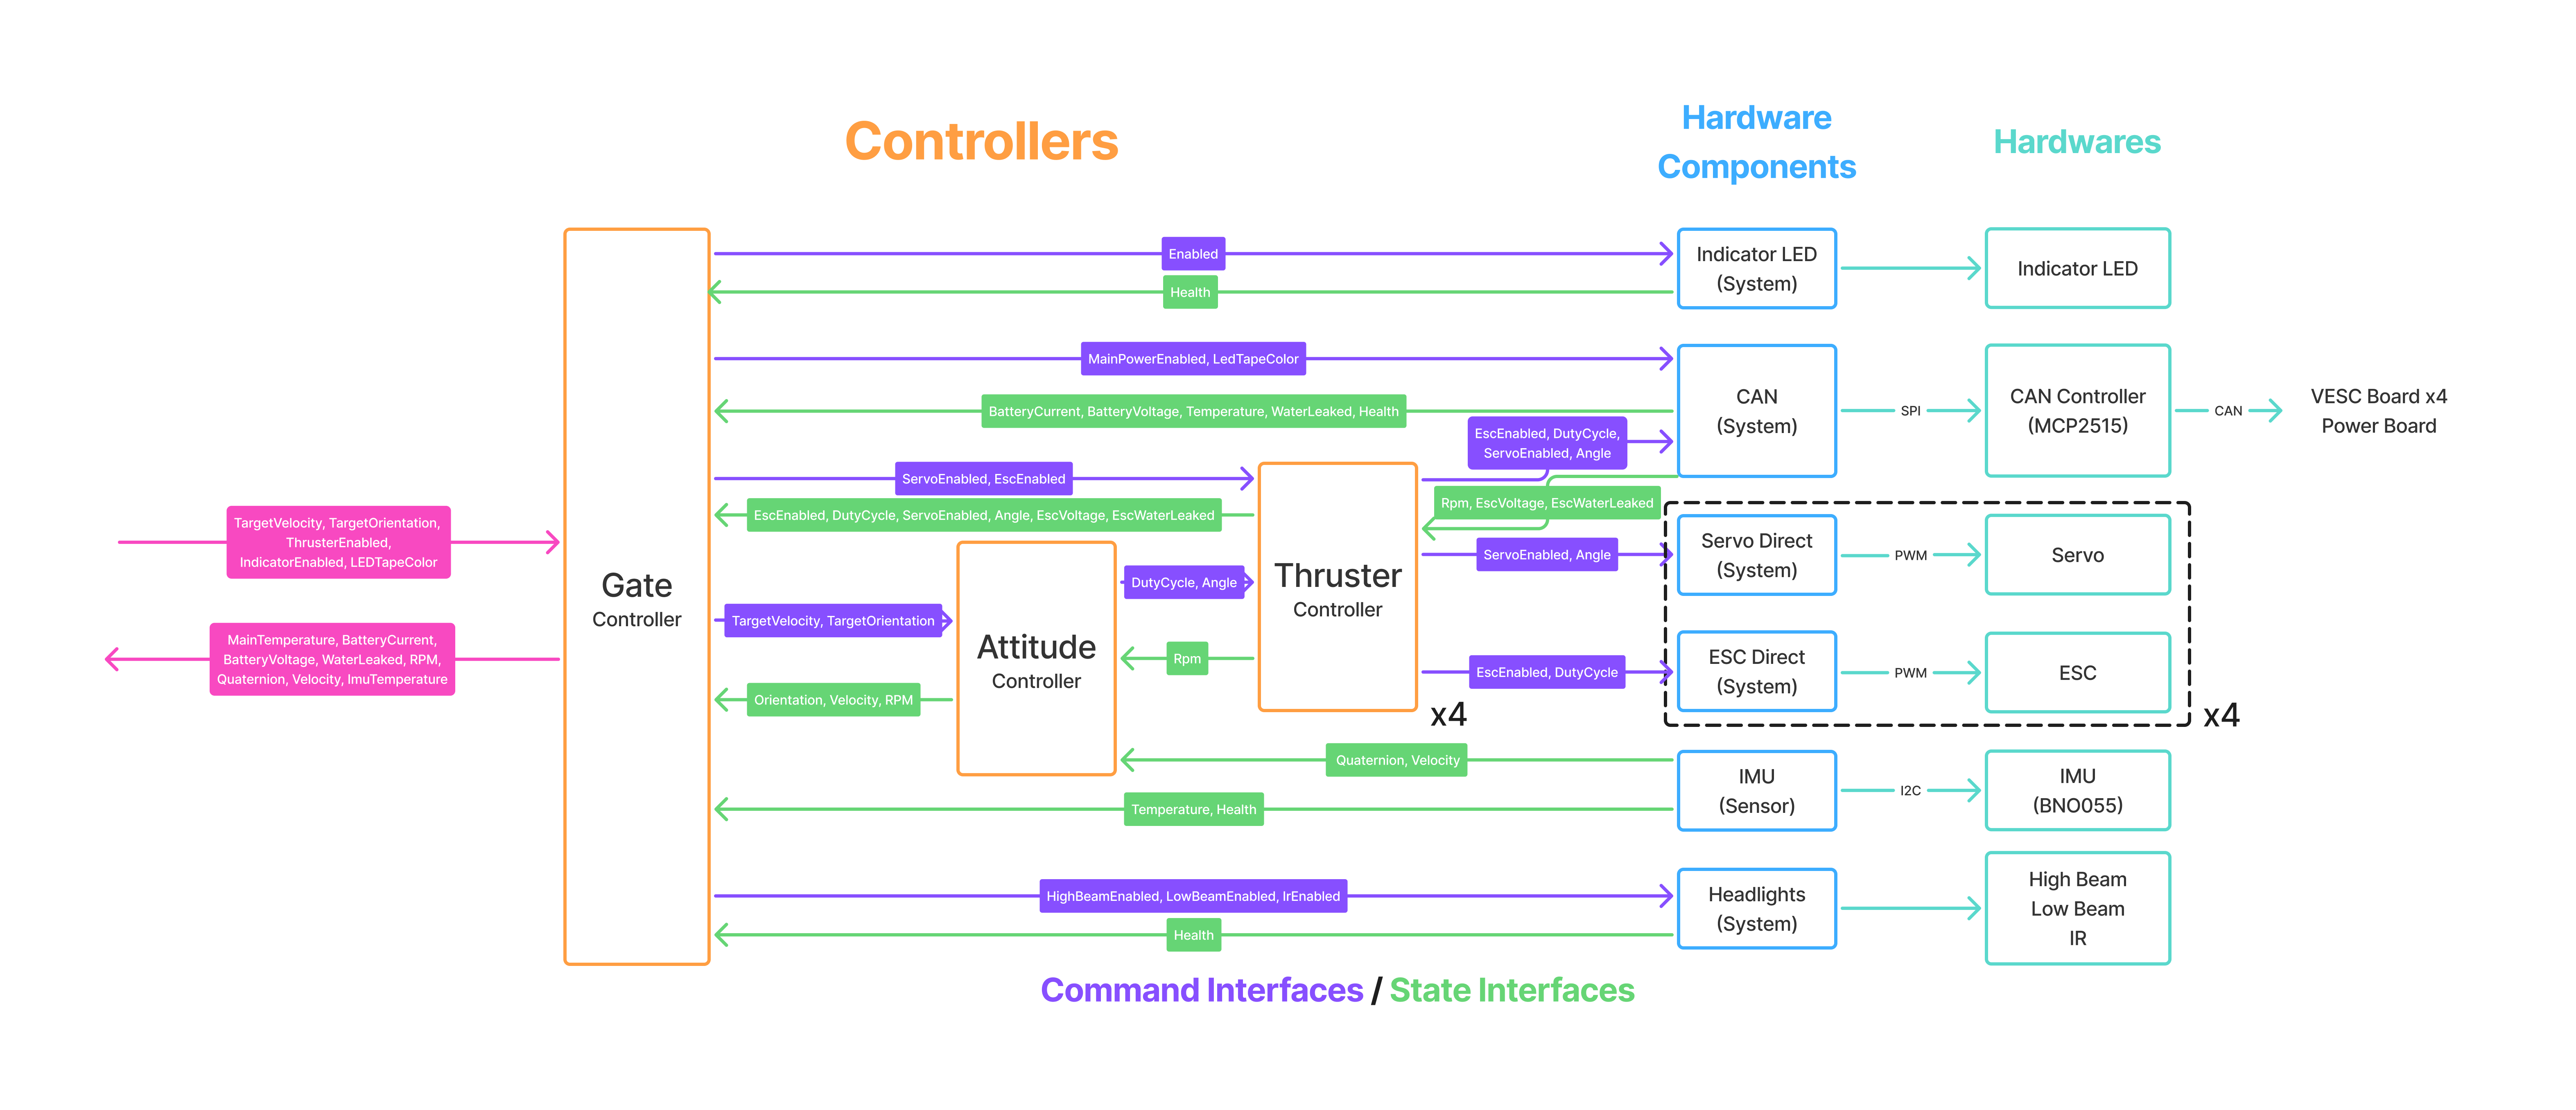 Controllers
Hardware
Components
Hardwares
Enabled
Health
Indicator LED
(System)
Indicator LED
MainPowerEnabled, LedTapeColor
BatteryCurrent, BatteryVoltage, Temperature, WaterLeaked, Health
CAN
(System)
SPI
CAN Controller
(MCP2515)
CAN
VESC Board x4
Power Board
EscEnabled, DutyCycle,
ServoEnabled, Angle
ServoEnabled, EscEnabled
Rpm, EscVoltage, EscWaterLeaked
EscEnabled, DutyCycle, ServoEnabled, Angle, EscVoltage, EscWaterLeaked
TargetVelocity, TargetOrientation,
ThrusterEnabled,
IndicatorEnabled, LEDTapeColor
MainTemperature, BatteryCurrent,
BatteryVoltage, WaterLeaked, RPM,
Quaternion, Velocity, ImuTemperature
Gate
Controller
TargetVelocity, TargetOrientation
Orientation, Velocity, RPM
Attitude
Controller
DutyCycle, Angle
Rpm
Thruster
Controller
x4
ServoEnabled, Angle
EscEnabled, DutyCycle
Servo Direct
(System)
PWM
Servo
ESC Direct
(System)
PWM
ESC
x4
Quaternion, Velocity
Temperature, Health
IMU
(Sensor)
I2C
IMU
(BNO055)
HighBeamEnabled, LowBeamEnabled, IrEnabled
Health
Headlights
(System)
High Beam
Low Beam
IR
Command Interfaces / State Interfaces